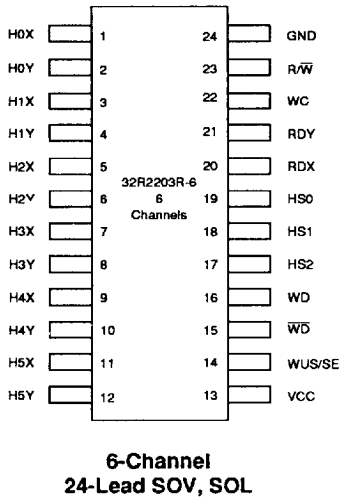 H0X 1 24 GND
H0Y 2 23 R/W̅
H1X 3 22 WC
H1Y 4 21 RDY
H2X 5 20 RDX
32R2203R-6
H2Y 6 6 19 HS0
Channels
H3X 7 18 HS1
H3Y 8 17 HS2
H4X 9 16 WD
H4Y 10 15 W̅D̅
H5X 11 14 WUS/SE
H5Y 12 13 VCC
6-Channel
24-Lead SOV, SOL